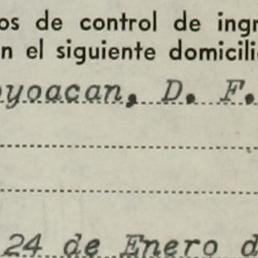 os de control de ingr
n el siguiente domicili
oyoacan, D. F.
24 de Enero d